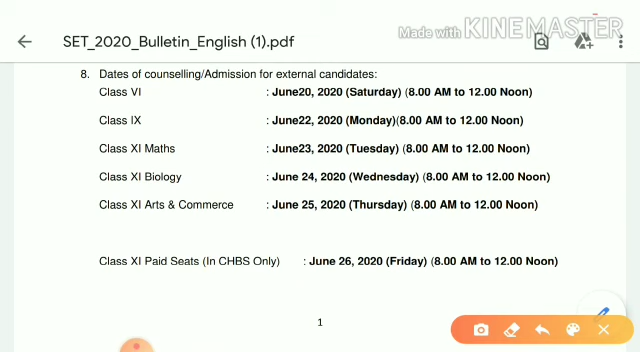 Made with KINEMASTER
SET_2020_Bulletin_English (1).pdf
8. Dates of counselling/Admission for external candidates:
Class VI : June20, 2020 (Saturday) (8.00 AM to 12.00 Noon)
Class IX : June22, 2020 (Monday)(8.00 AM to 12.00 Noon)
Class XI Maths : June23, 2020 (Tuesday) (8.00 AM to 12.00 Noon)
Class XI Biology : June 24, 2020 (Wednesday) (8.00 AM to 12.00 Noon)
Class XI Arts & Commerce : June 25, 2020 (Thursday) (8.00 AM to 12.00 Noon)
Class XI Paid Seats (In CHBS Only) : June 26, 2020 (Friday) (8.00 AM to 12.00 Noon)
1